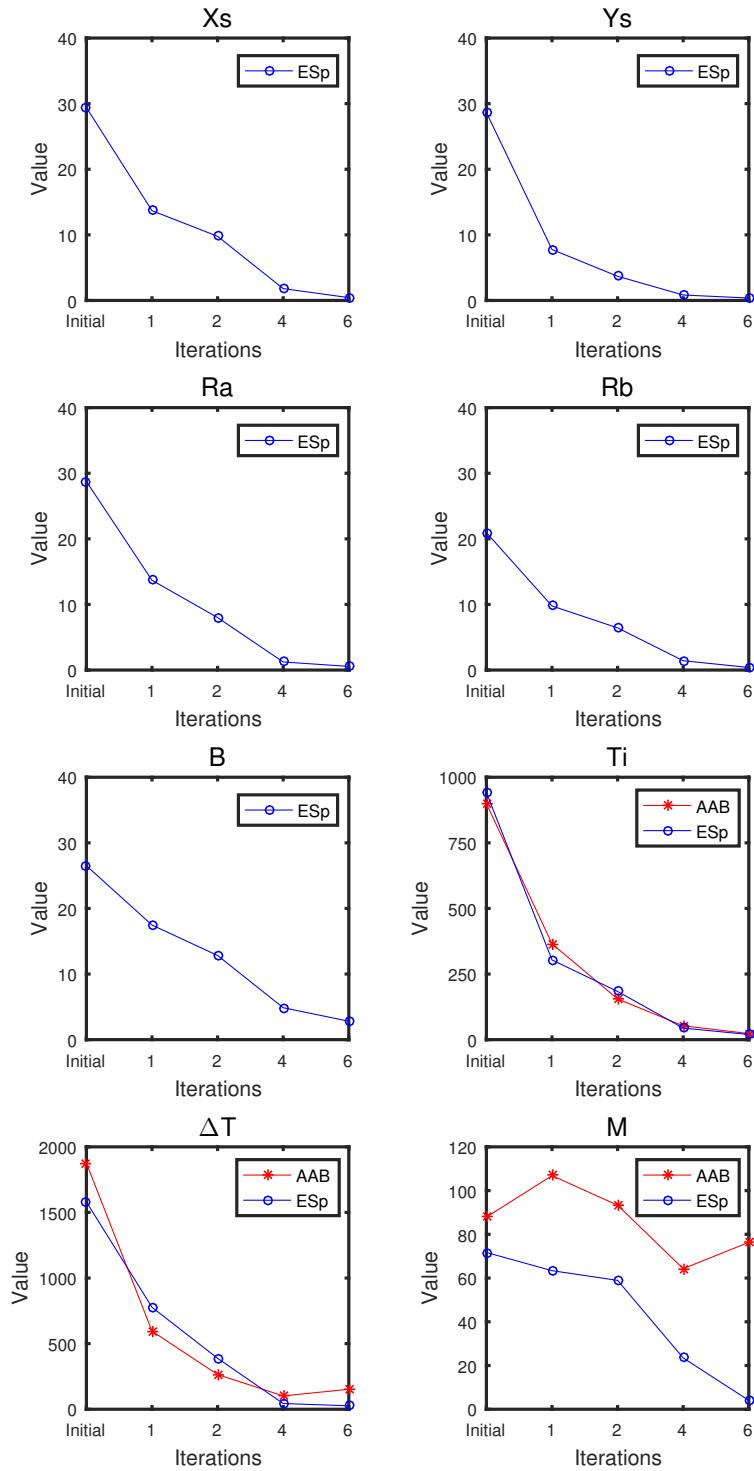 Xs
40
30
20
10
0
Value
ESp
Initial 1 2 4 6
Iterations
Ys
40
30
20
10
0
Value
ESp
Initial 1 2 4 6
Iterations
Ra
40
30
20
10
0
Value
ESp
Initial 1 2 4 6
Iterations
Rb
40
30
20
10
0
Value
ESp
Initial 1 2 4 6
Iterations
B
40
30
20
10
0
Value
ESp
Initial 1 2 4 6
Iterations
Ti
1000
750
500
250
0
Value
AAB
ESp
Initial 1 2 4 6
Iterations
ΔT
2000
1500
1000
500
0
Value
AAB
ESp
Initial 1 2 4 6
Iterations
M
120
100
80
60
40
20
0
Value
AAB
ESp
Initial 1 2 4 6
Iterations